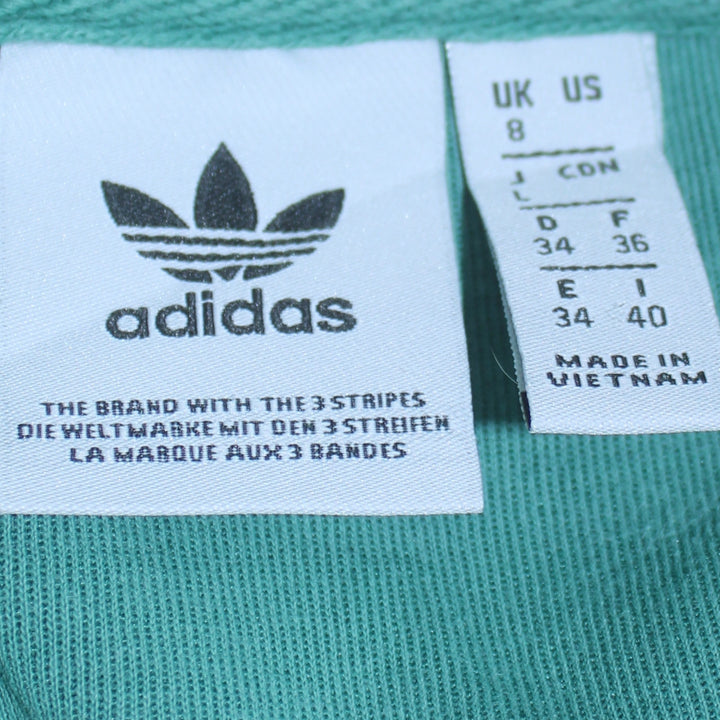 adidas
THE BRAND WITH THE 3 STRIPES
DIE WELTMARKE MIT DEN 3 STREIFEN
LA MARQUE AUX 3 BANDES
UK US
8
J CDN
L
D F
34 36
E I
34 40
MADE IN
VIETNAM